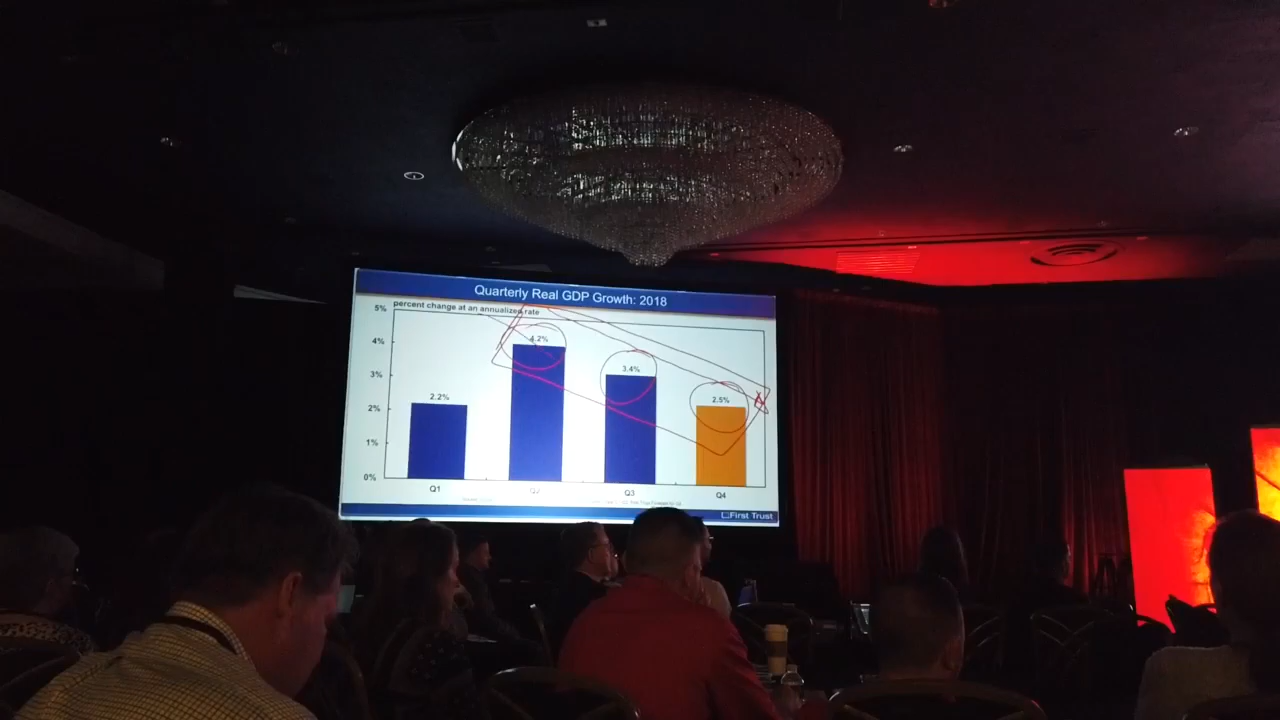 Quarterly Real GDP Growth: 2018
percent change at an annualized rate
5%
4%
3%
2%
1%
0%
2.2%
4.2%
3.4%
2.5%
Q1
Q2
Q3
Q4
First Trust